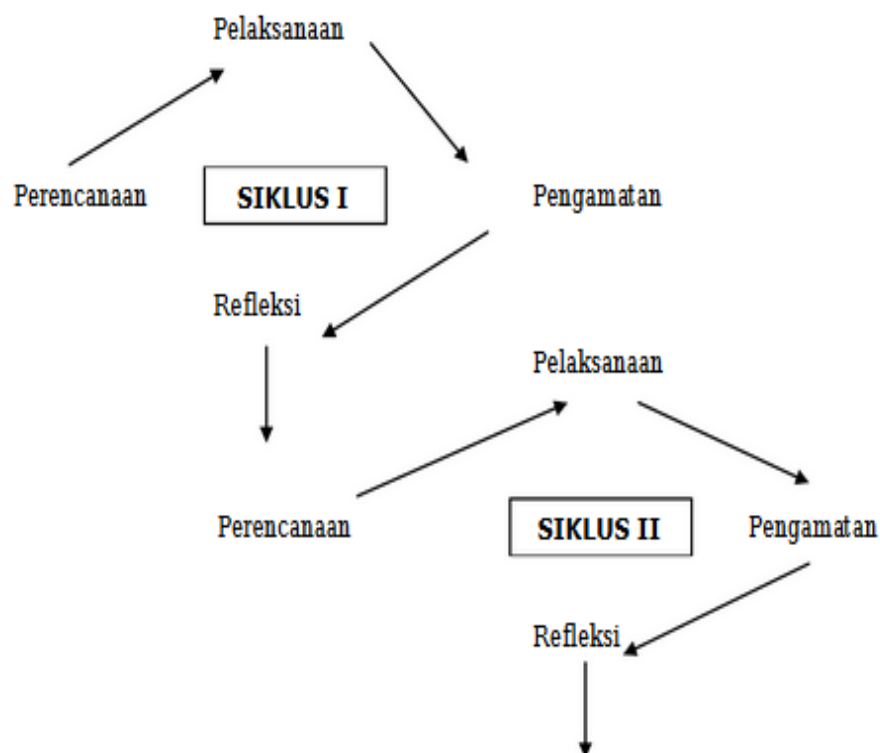 Pelaksanaan
Perencanaan
SIKLUS I
Pengamatan
Refleksi
Pelaksanaan
Perencanaan
SIKLUS II
Pengamatan
Refleksi